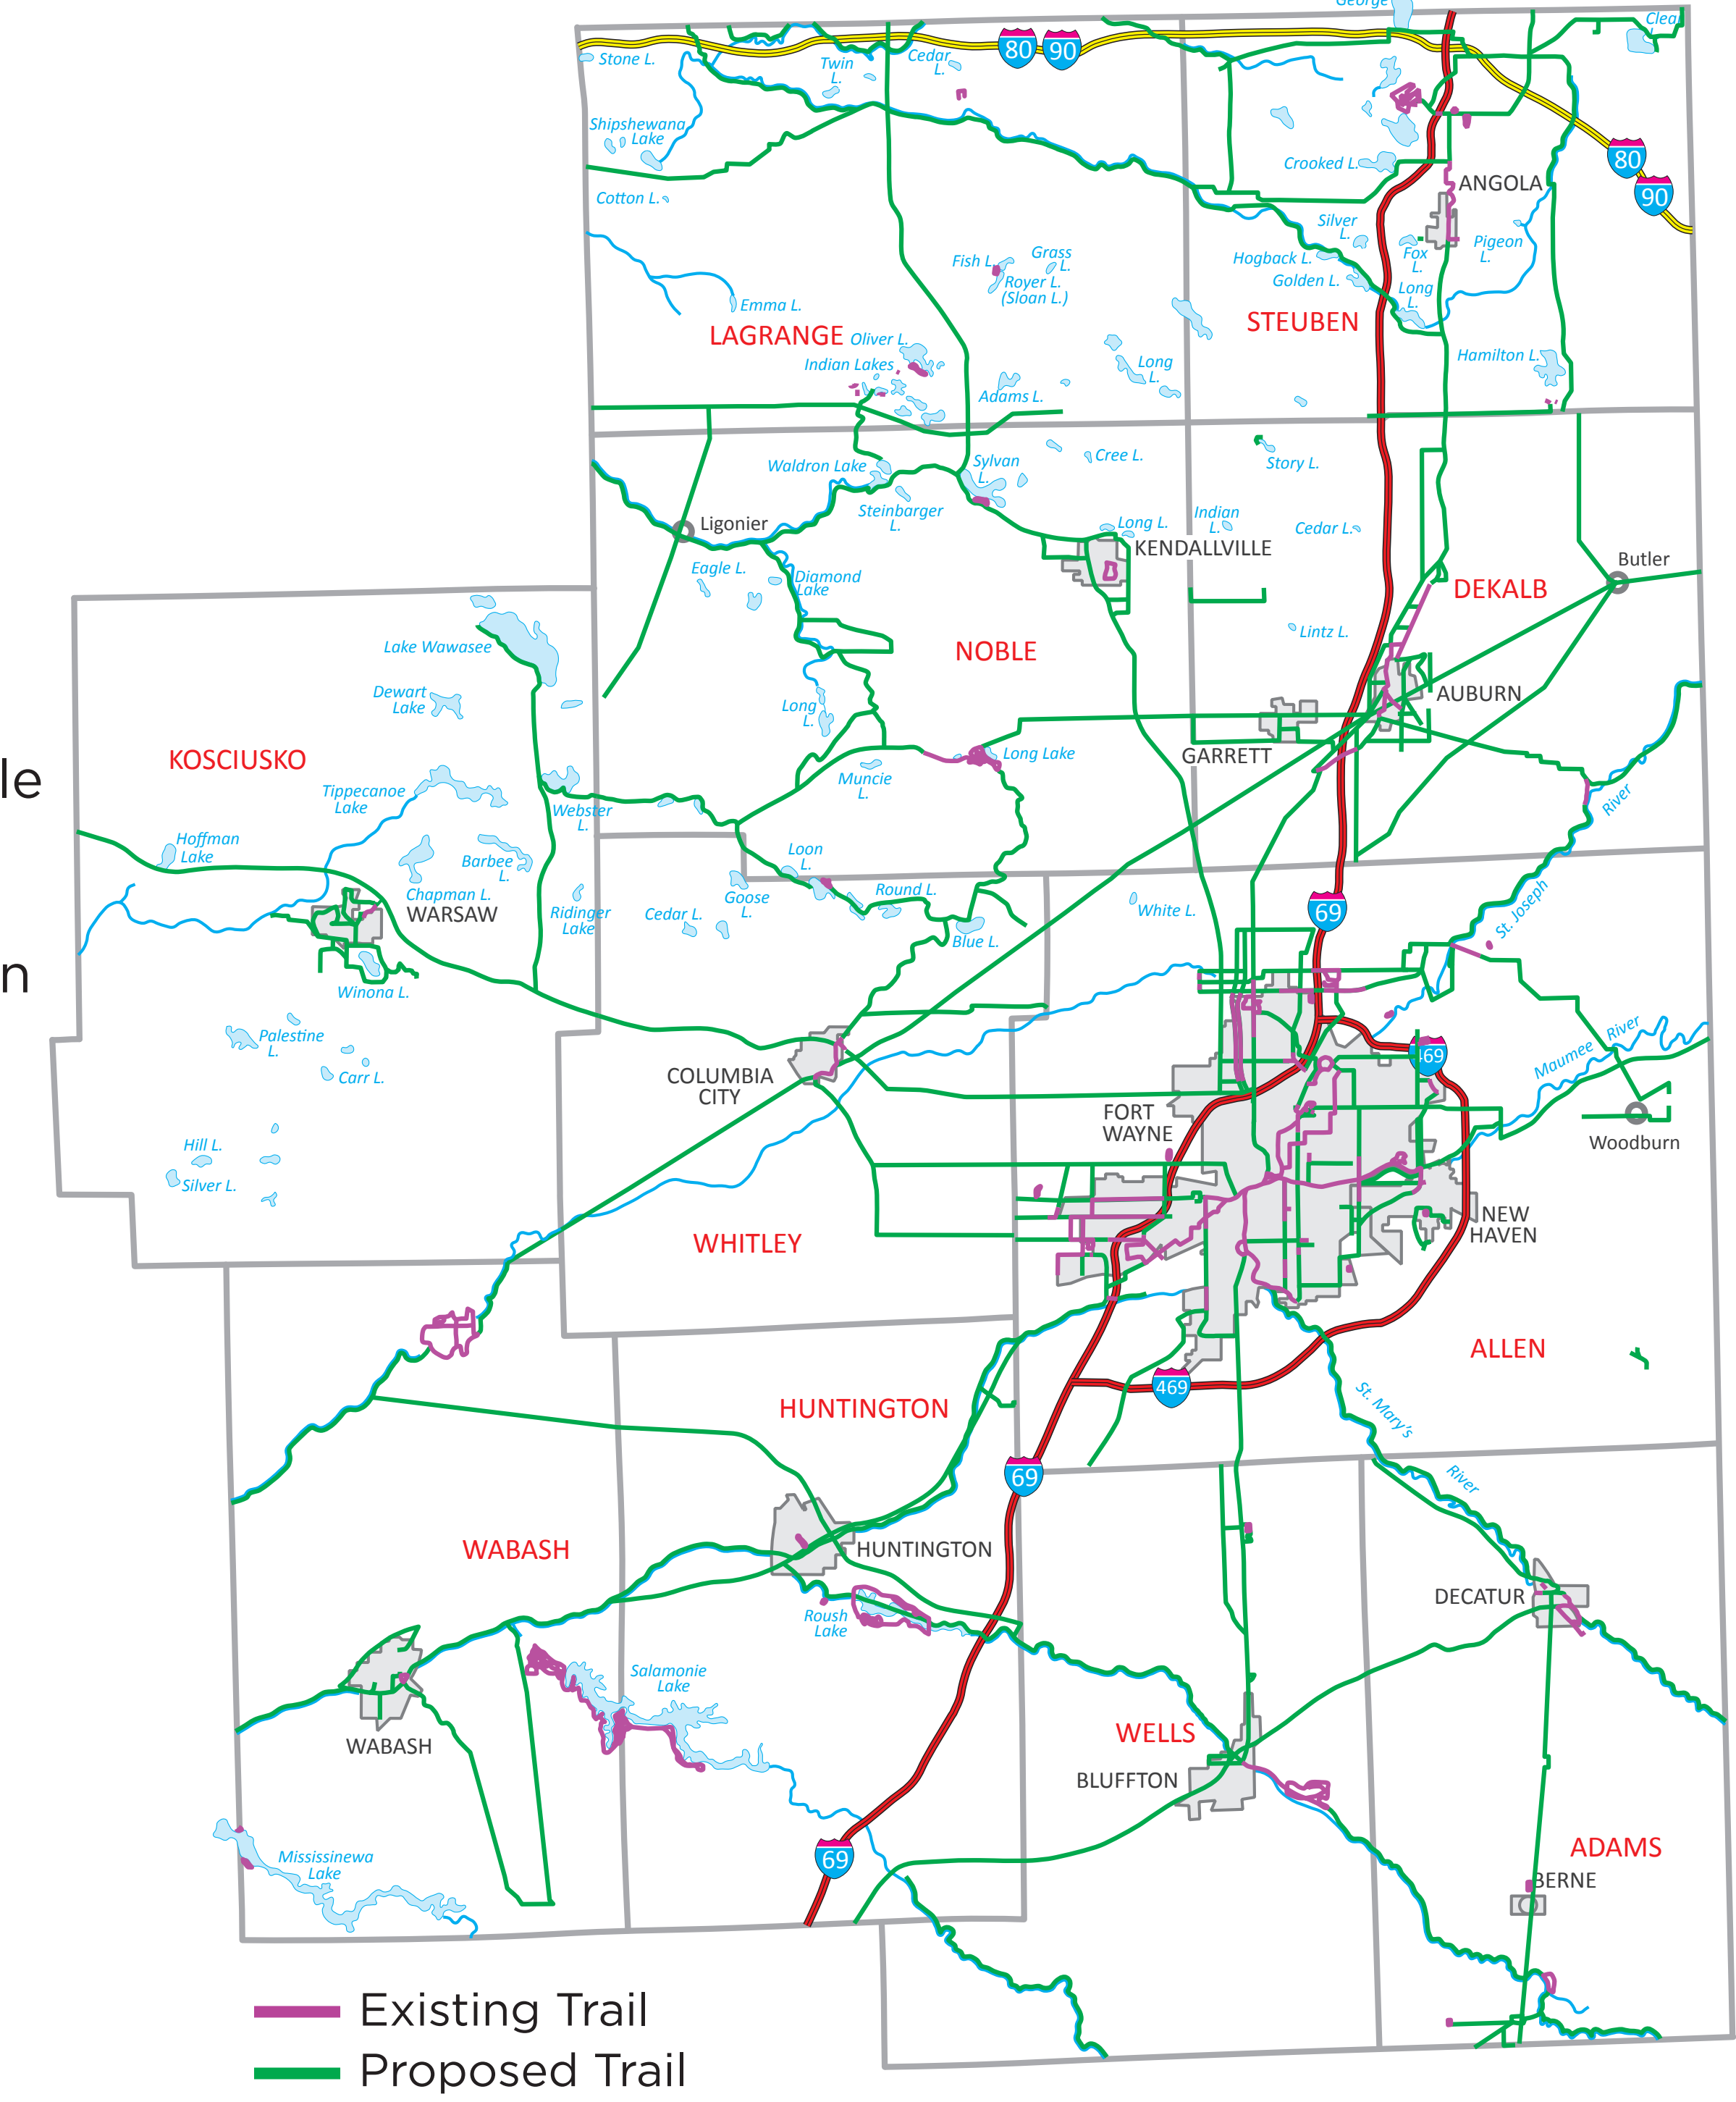 George
Clea
Stone L.
Twin
L.
Cedar
L.
80
90
Shipshewana
Lake
Cotton L.
Crooked L.
80
90
ANGOLA
Silver
L.
Fox
L.
Pigeon
L.
Hogback L.
Golden L.
Long
L.
Fish L.
Grass
L.
Royer L.
(Sloan L.)
Emma L.
LAGRANGE
STEUBEN
Oliver L.
Indian Lakes
Adams L.
Long
L.
Hamilton L.
Waldron Lake
Sylvan
L.
Cree L.
Story L.
Steinbarger
L.
Ligonier
Long L.
Indian
L.
Cedar L.
KENDALLVILLE
Butler
Eagle L.
Diamond
Lake
DEKALB
Lintz L.
NOBLE
Lake Wawasee
Dewart
Lake
Long
L.
AUBURN
GARRETT
KOSCIUSKO
le
Long Lake
Muncie
L.
Tippecanoe
Lake
Webster
L.
River
Hoffman
Lake
Barbee
L.
Loon
L.
Chapman L.
WARSAW
Ridinger
Lake
Cedar L.
Goose
L.
Round L.
Blue L.
White L.
69
St. Joseph
n
Winona L.
Palestine
L.
Carr L.
469
Maumee
River
COLUMBIA
CITY
FORT
WAYNE
Woodburn
Hill L.
Silver L.
WHITLEY
NEW
HAVEN
ALLEN
469
HUNTINGTON
St. Mary's
River
69
WABASH
HUNTINGTON
DECATUR
Roush
Lake
Salamonie
Lake
WABASH
WELLS
BLUFFTON
69
ADAMS
BERNE
Mississinewa
Lake
Existing Trail
Proposed Trail